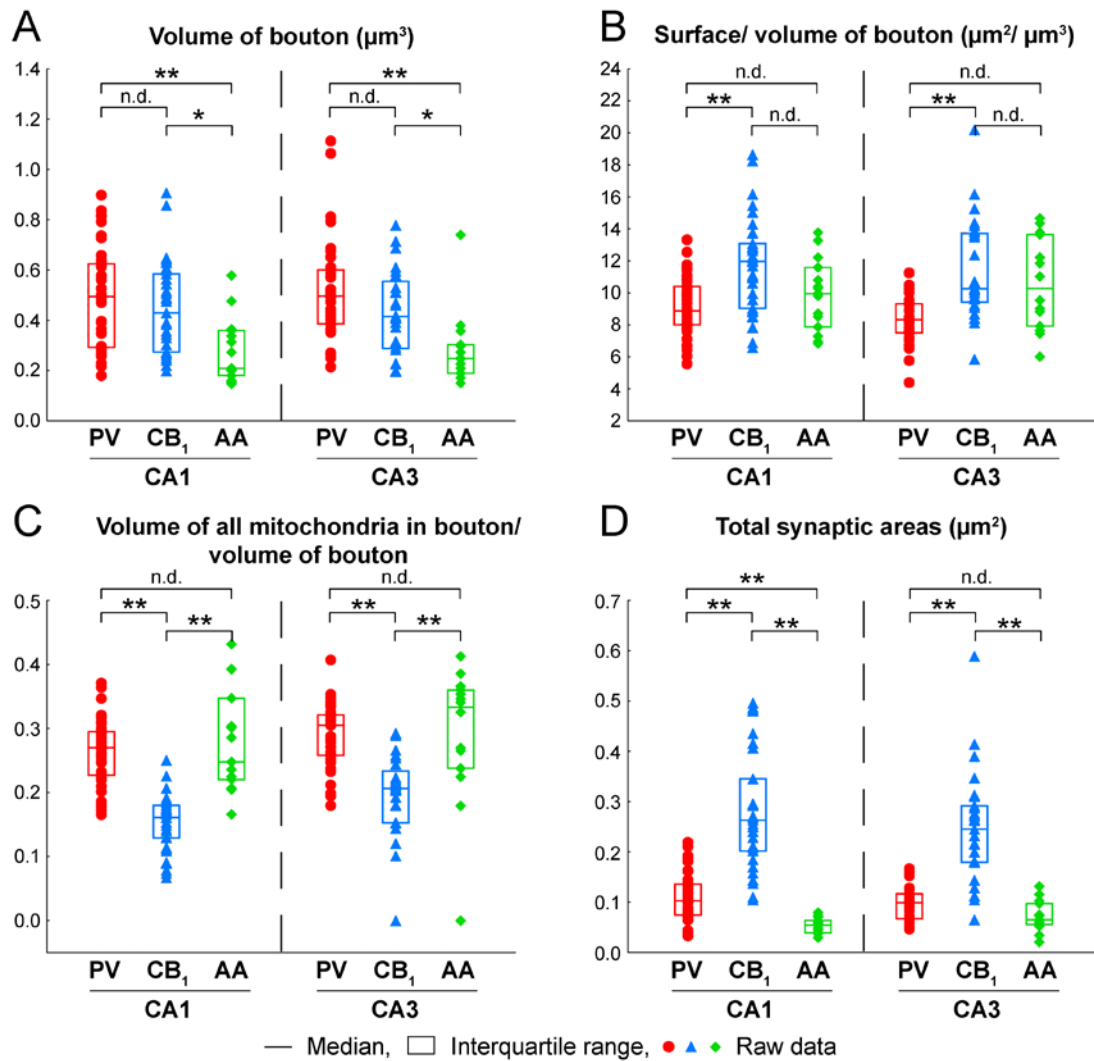 A
Volume of bouton (µm³)
1.4
1.2
1.0
0.8
0.6
0.4
0.2
0.0
**
n.d.
*
**
n.d.
*
PV CB₁ AA PV CB₁ AA
CA1 CA3
B
Surface/ volume of bouton (µm²/ µm³)
24
22
20
18
16
14
12
10
8
6
4
2
n.d.
**
n.d.
n.d.
**
n.d.
PV CB₁ AA PV CB₁ AA
CA1 CA3
C
Volume of all mitochondria in bouton/
volume of bouton
0.5
0.4
0.3
0.2
0.1
0.0
n.d.
**
**
n.d.
**
**
PV CB₁ AA PV CB₁ AA
CA1 CA3
D
Total synaptic areas (µm²)
0.7
0.6
0.5
0.4
0.3
0.2
0.1
0.0
**
**
**
n.d.
**
**
PV CB₁ AA PV CB₁ AA
CA1 CA3
Median, Interquartile range, Raw data